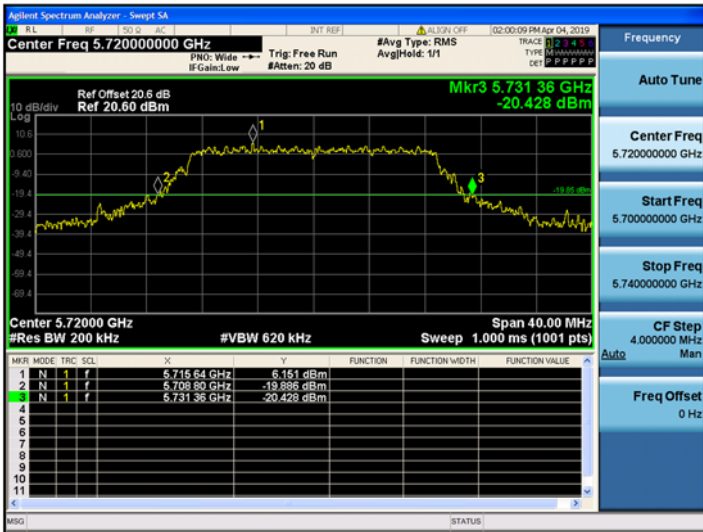 Agilent Spectrum Analyzer - Swept SA
RL RF 50 Ω AC INT REF ALIGN OFF 02:00:09 PM Apr 04, 2019
Center Freq 5.720000000 GHz
PNO: Wide
IFGain:Low
Trig: Free Run
#Atten: 20 dB
#Avg Type: RMS
Avg|Hold: 1/1
TRACE 1 2 3 4 5 6
TYPE M
DET P P P P P P
Mkr3 5.731 36 GHz
-20.428 dBm
Ref Offset 20.6 dB
Ref 20.60 dBm
10 dB/div
Log
10.6
0.600
-9.40
-19.4
-29.4
-39.4
-49.4
-59.4
-69.4
1
2
3
-19.85 dBm
Center 5.72000 GHz
Span 40.00 MHz
#Res BW 200 kHz
#VBW 620 kHz
Sweep 1.000 ms (1001 pts)
MKR MODE TRC SCL X Y FUNCTION FUNCTION WIDTH FUNCTION VALUE
1 N 1 f 5.715 64 GHz 6.151 dBm
2 N 1 f 5.708 80 GHz -19.886 dBm
3 N 1 f 5.731 36 GHz -20.428 dBm
4
5
6
7
8
9
10
11
MSG
STATUS
Frequency
Auto Tune
Center Freq
5.720000000 GHz
Start Freq
5.700000000 GHz
Stop Freq
5.740000000 GHz
CF Step
4.000000 MHz
Auto Man
Freq Offset
0 Hz